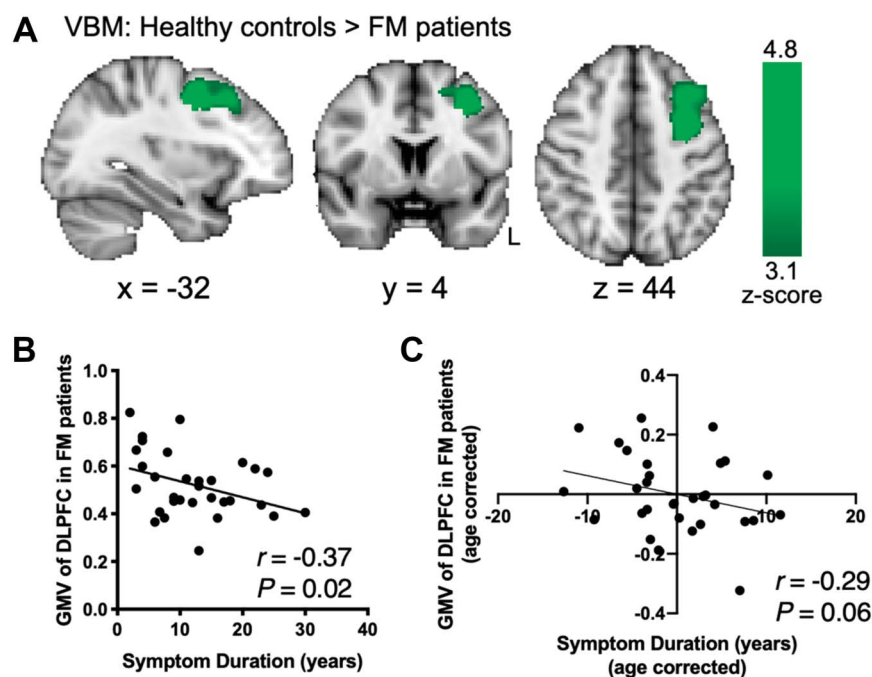 A
VBM: Healthy controls > FM patients
L
x = -32
y = 4
z = 44
4.8
3.1
z-score
B
GMV of DLPFC in FM patients
1.0
0.8
0.6
0.4
0.2
0.0
0
10
20
30
40
r = -0.37
P = 0.02
Symptom Duration (years)
C
GMV of DLPFC in FM patients
(age corrected)
0.4
0.2
-0.2
-0.4
-20
-14
0
10
20
r = -0.29
P = 0.06
Symptom Duration (years)
(age corrected)